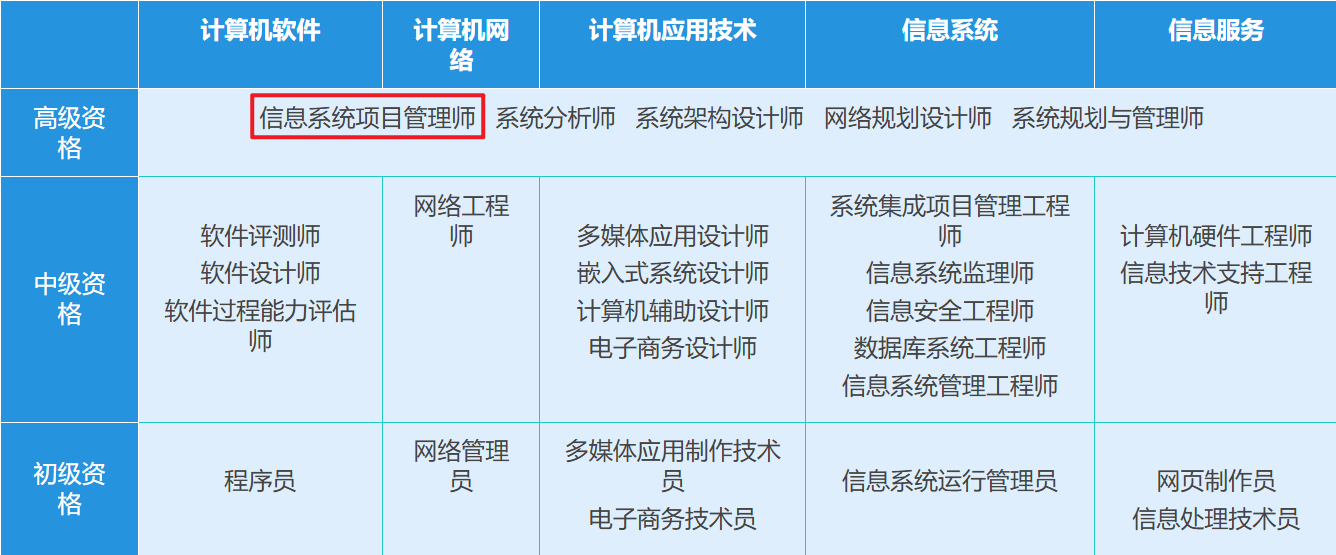 计算机软件
计算机网
络
计算机应用技术
信息系统
信息服务
高级资
格
信息系统项目管理师 系统分析师 系统架构设计师 网络规划设计师 系统规划与管理师
中级资
格
软件评测师
软件设计师
软件过程能力评估
师
网络工程
师
多媒体应用设计师
嵌入式系统设计师
计算机辅助设计师
电子商务设计师
系统集成项目管理工程
师
信息系统监理师
信息安全工程师
数据库系统工程师
信息系统管理工程师
计算机硬件工程师
信息技术支持工程
师
初级资
格
程序员
网络管理
员
多媒体应用制作技术
员
电子商务技术员
信息系统运行管理员
网页制作员
信息处理技术员